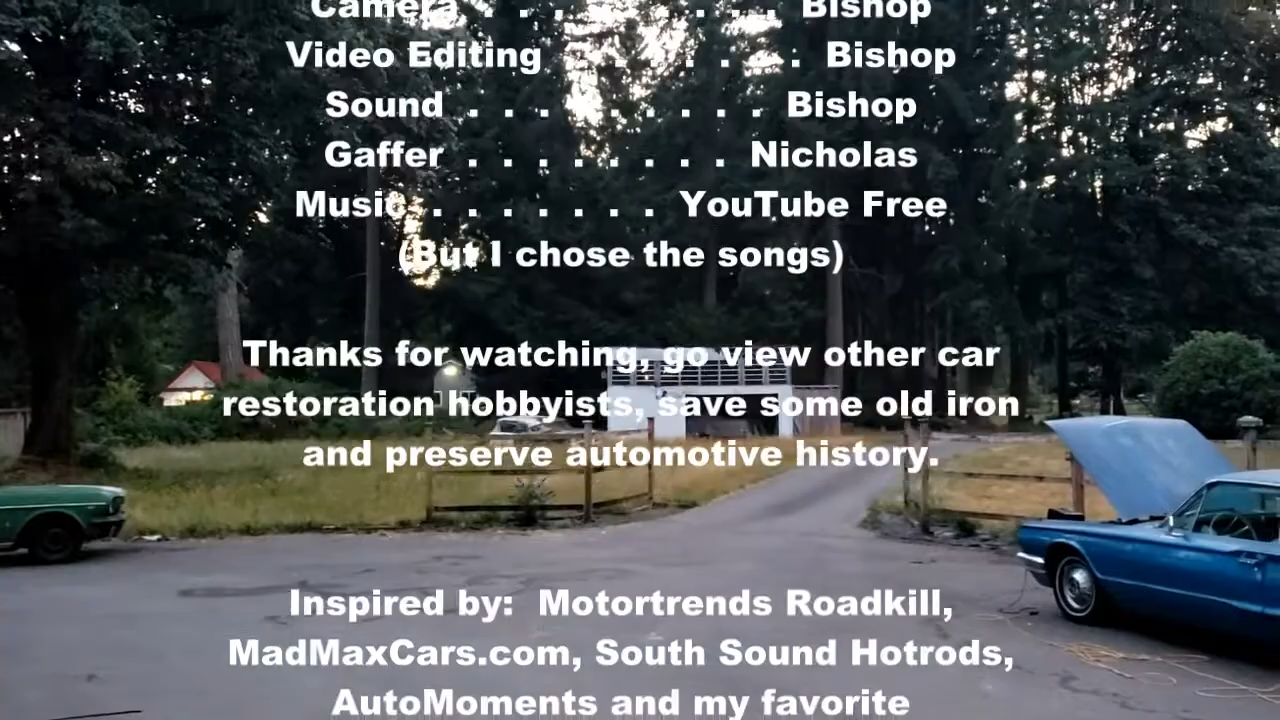 Camera . . . . . . . . . Bishop
Video Editing . . . . . . . Bishop
Sound . . . . . . . . . Bishop
Gaffer . . . . . . . . Nicholas
Music . . . . . . . YouTube Free
(But I chose the songs)
Thanks for watching, go view other car
restoration hobbyists, save some old iron
and preserve automotive history.
Inspired by: Motortrends Roadkill,
MadMaxCars.com, South Sound Hotrods,
AutoMoments and my favorite